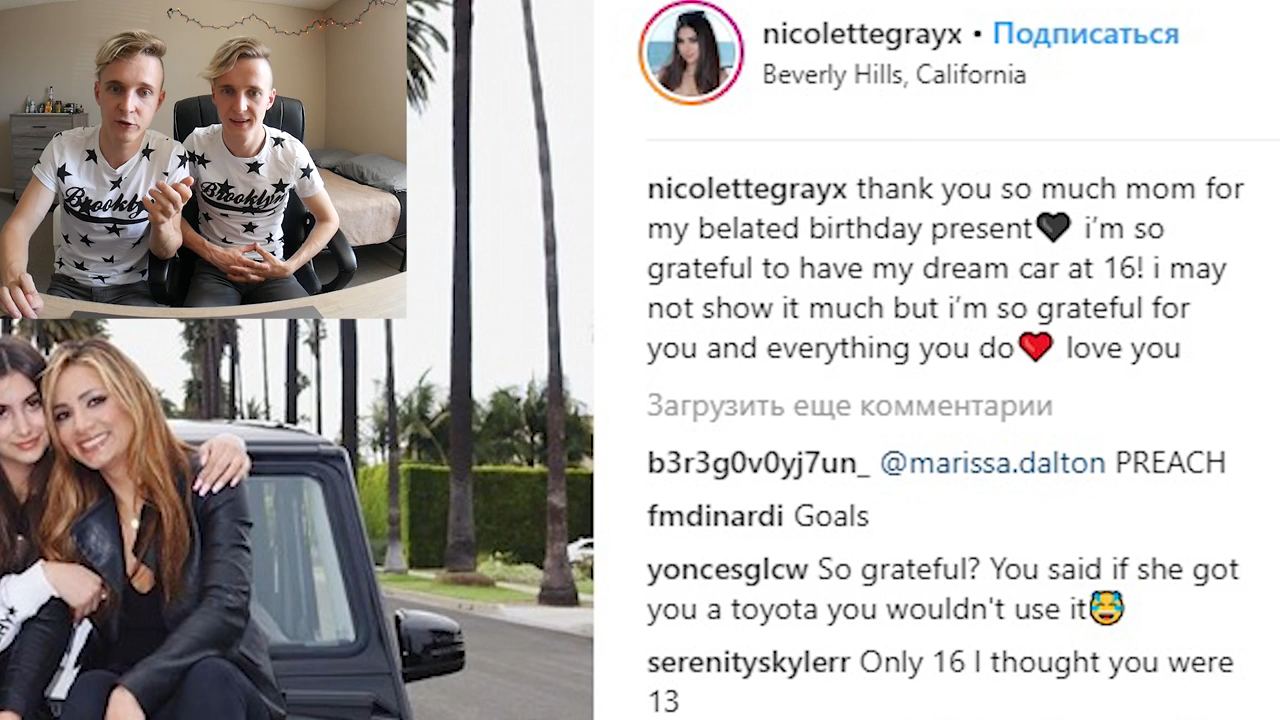 Brookly
Brooklyn
nicolettegrayx • Подписаться
Beverly Hills, California
nicolettegrayx thank you so much mom for
my belated birthday present🖤 i’m so
grateful to have my dream car at 16! i may
not show it much but i’m so grateful for
you and everything you do❤️ love you
Загрузить еще комментарии
b3r3g0v0yj7un_ @marissa.dalton PREACH
fmdinardi Goals
yoncesglcw So grateful? You said if she got
you a toyota you wouldn't use it😂
serenityskylerr Only 16 I thought you were
13